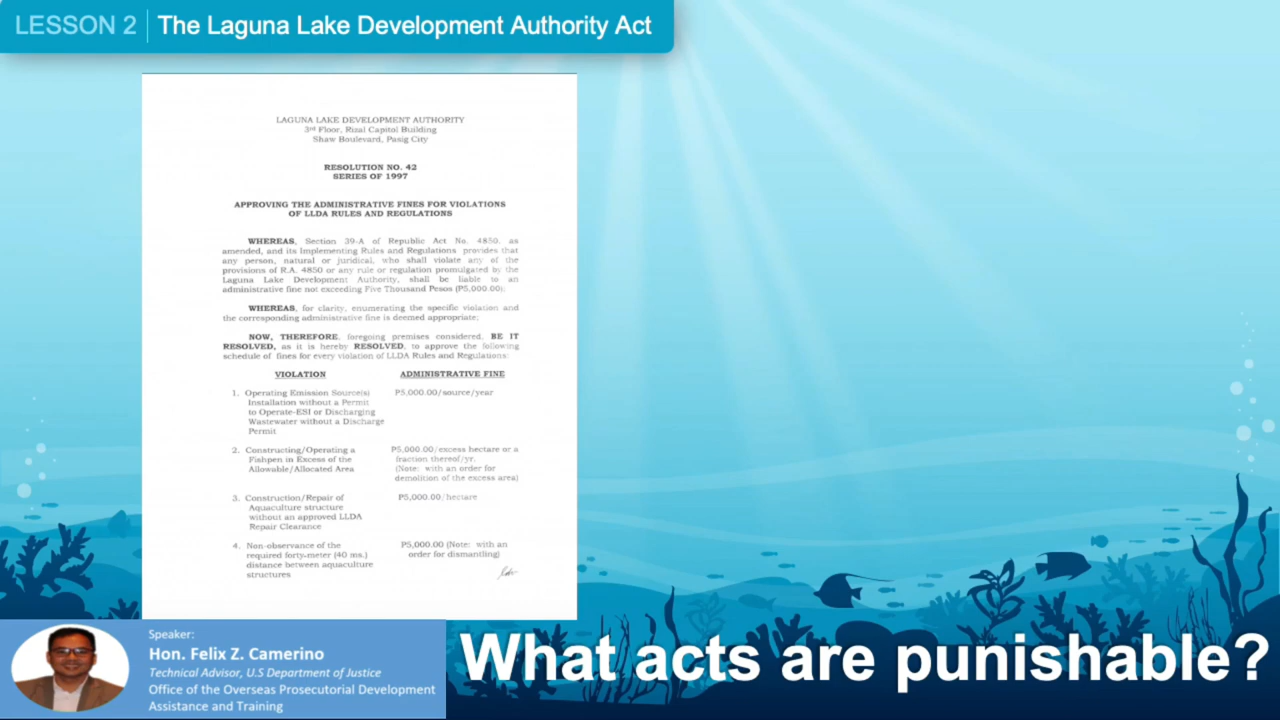 LESSON 2 The Laguna Lake Development Authority Act
LAGUNA LAKE DEVELOPMENT AUTHORITY
3rd Floor, Rizal Capitol Building
Shaw Boulevard, Pasig City
RESOLUTION NO. 42
SERIES OF 1997
APPROVING THE ADMINISTRATIVE FINES FOR VIOLATIONS
OF LLDA RULES AND REGULATIONS
WHEREAS, Section 39-A of Republic Act No. 4850, as
amended, and its Implementing Rules and Regulations provides that
any person, natural or juridical, who shall violate any of the
provisions of R.A. 4850 or any rule or regulation promulgated by the
Laguna Lake Development Authority, shall be liable to an
administrative fine not exceeding Five Thousand Pesos (P5,000.00);
WHEREAS, for clarity, enumerating the specific violation and
the corresponding administrative fine is deemed appropriate;
NOW, THEREFORE, foregoing premises considered, BE IT
RESOLVED, as it is hereby RESOLVED, to approve the following
schedule of fines for every violation of LLDA Rules and Regulations:
VIOLATION ADMINISTRATIVE FINE
1. Operating Emission Source(s) P5,000.00/source/year
Installation without a Permit
to Operate-ESI or Discharging
Wastewater without a Discharge
Permit
2. Constructing/Operating a P5,000.00/excess hectare or a
Fishpen in Excess of the fraction thereof/yr.
Allowable/Allocated Area (Note: with an order for
demolition of the excess area)
3. Construction/Repair of P5,000.00/hectare
Aquaculture structure
without an approved LLDA
Repair Clearance
4. Non-observance of the P5,000.00 (Note: with an
required forty-meter (40 ms.) order for dismantling)
distance between aquaculture
structures
Speaker:
Hon. Felix Z. Camerino
Technical Advisor, U.S Department of Justice
Office of the Overseas Prosecutorial Development
Assistance and Training
What acts are punishable?